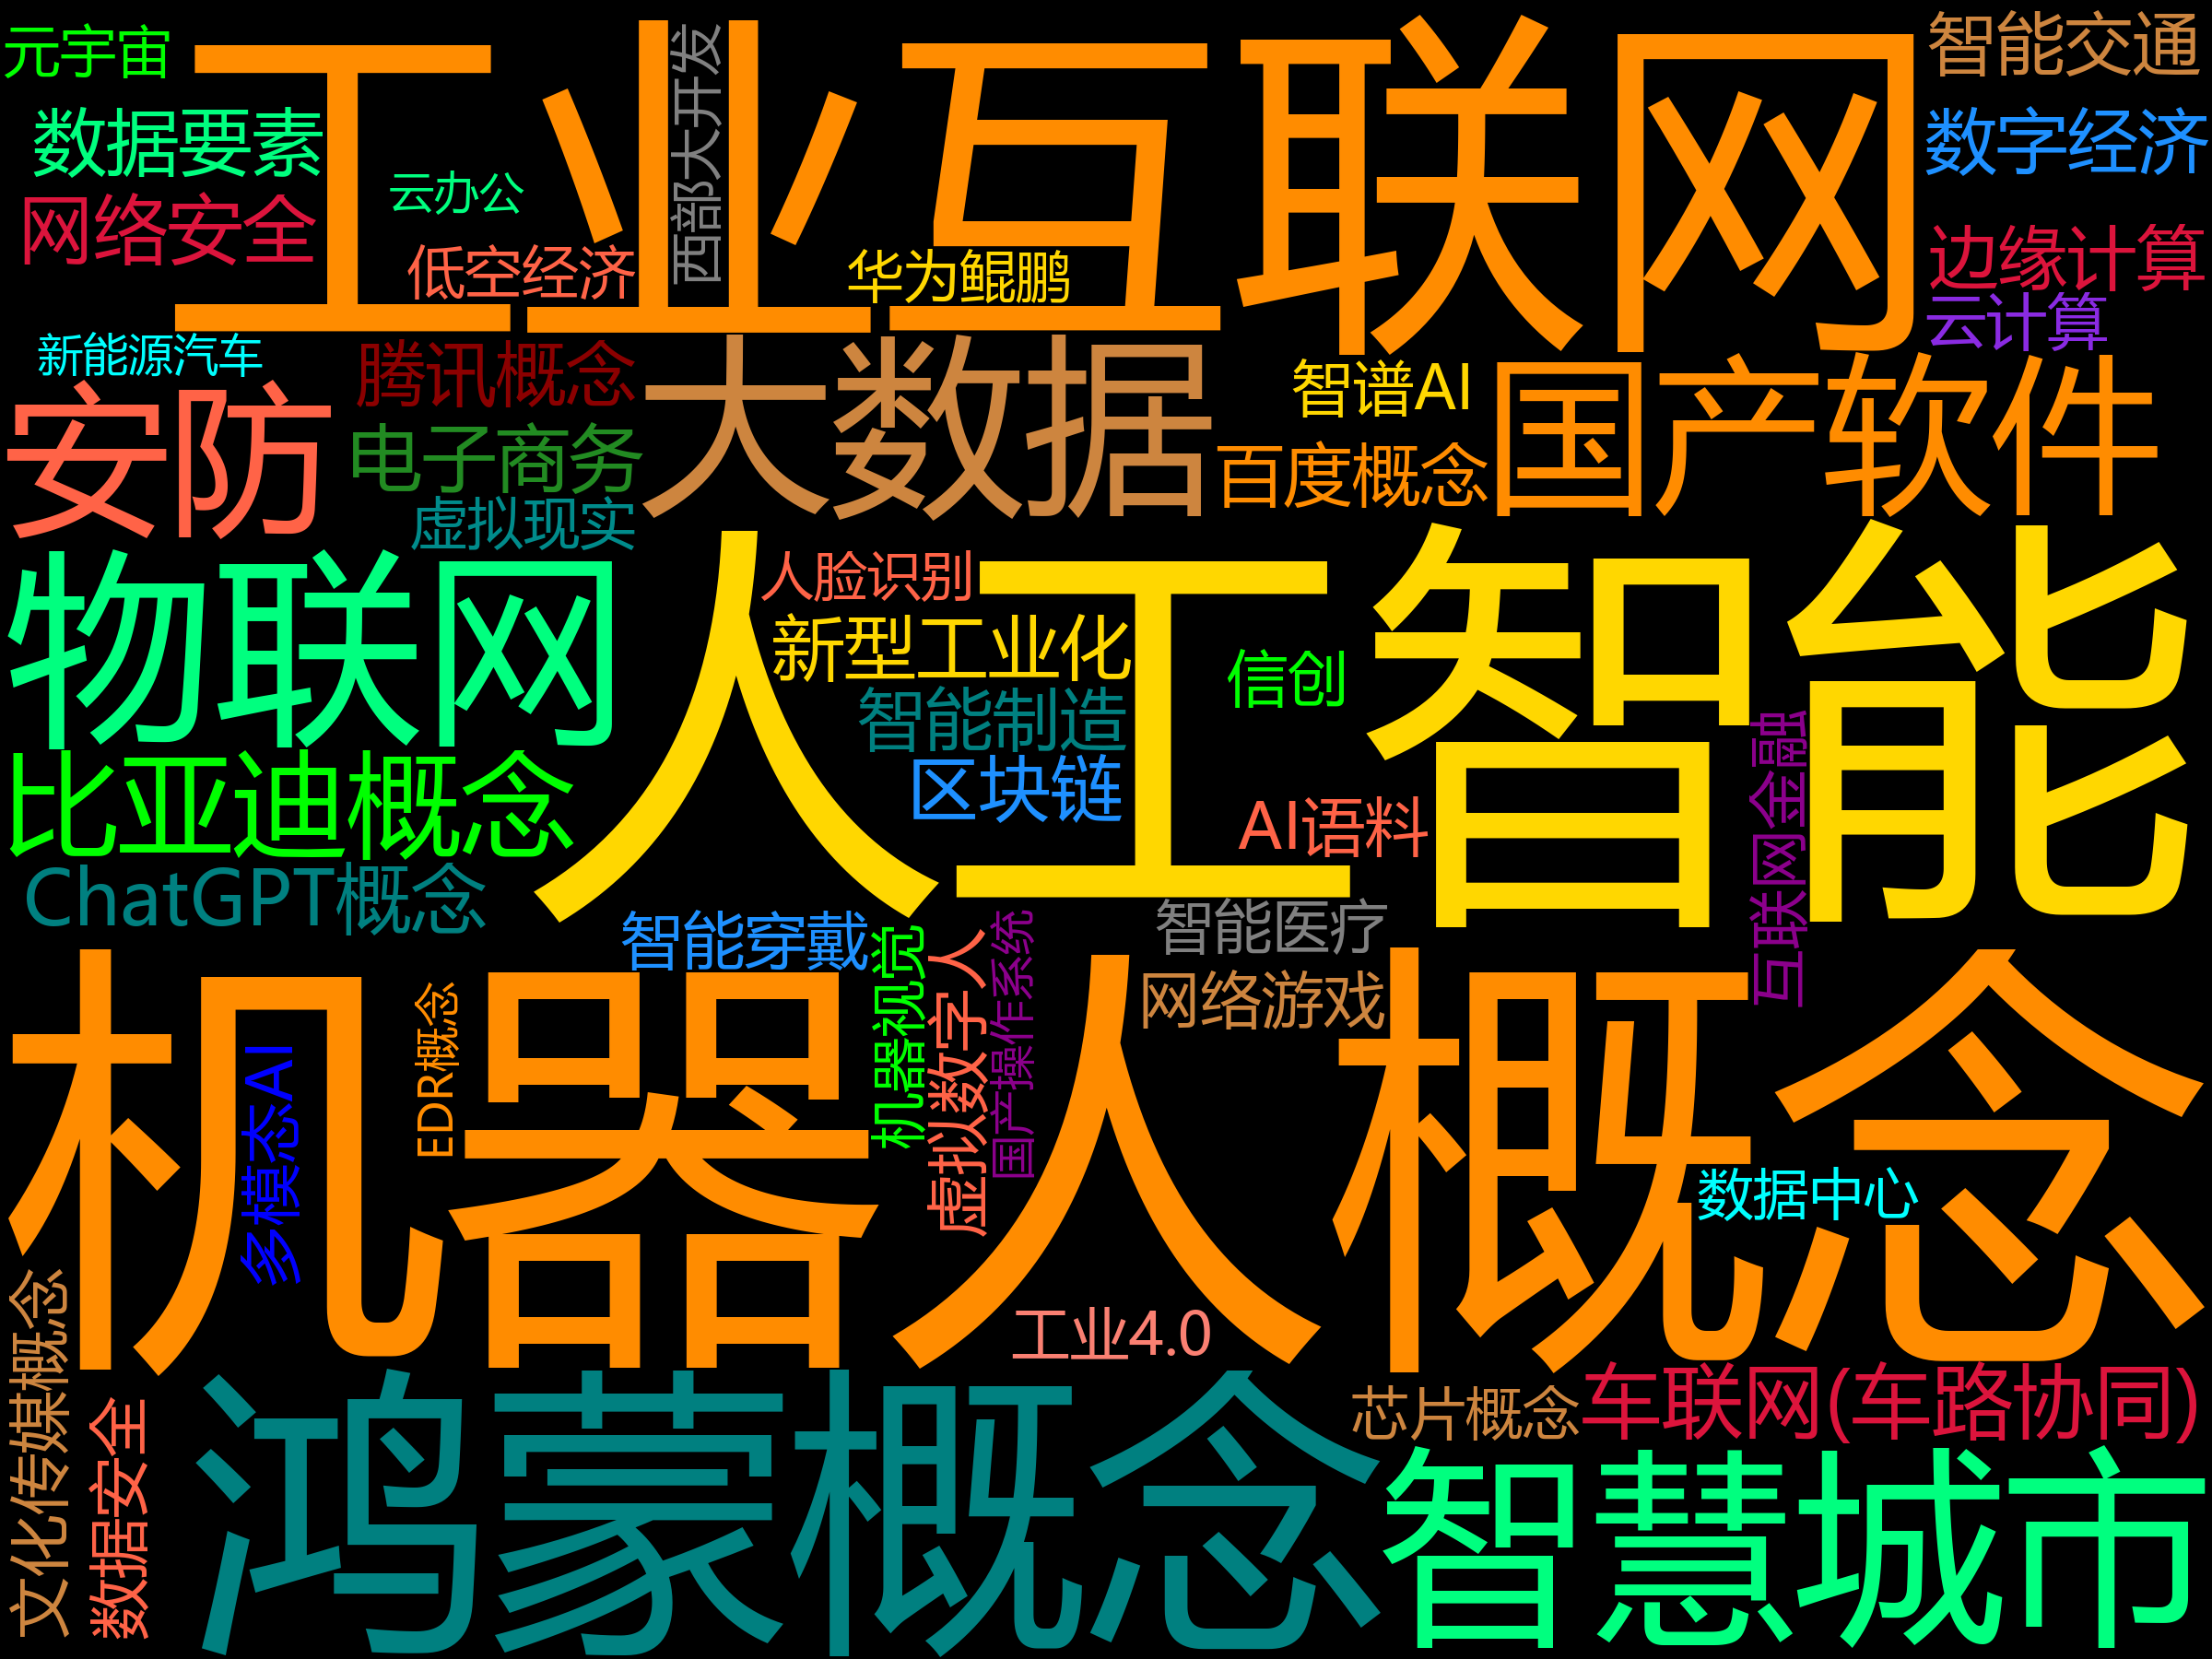 工业互联网
元宇宙
数据要素
网络安全
云办公
低空经济
西部大开发
华为鲲鹏
智能交通
数字经济
边缘计算
云计算
新能源汽车
安防
腾讯概念
电子商务
虚拟现实
大数据
智谱AI
百度概念
国产软件
物联网
人工智能
人脸识别
新型工业化
智能制造
区块链
信创
AI语料
互联网金融
比亚迪概念
ChatGPT概念
智能穿戴
智能医疗
网络游戏
机器人概念
多模态AI
EDR概念
机器视觉
虚拟数字人
国产操作系统
数据中心
工业4.0
文化传媒概念
数据安全
鸿蒙概念
芯片概念
车联网(车路协同)
智慧城市